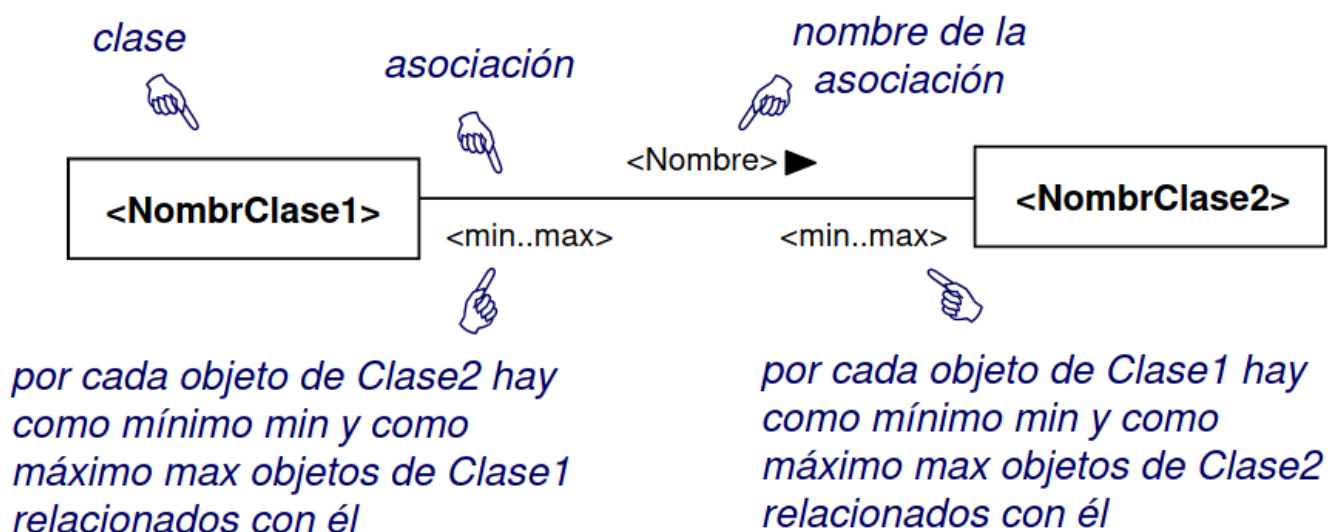 clase
asociación
nombre de la
asociación
<Nombre>
<NombrClase1>
<NombrClase2>
<min..max>
<min..max>
por cada objeto de Clase2 hay
como mínimo min y como
máximo max objetos de Clase1
relacionados con él
por cada objeto de Clase1 hay
como mínimo min y como
máximo max objetos de Clase2
relacionados con él